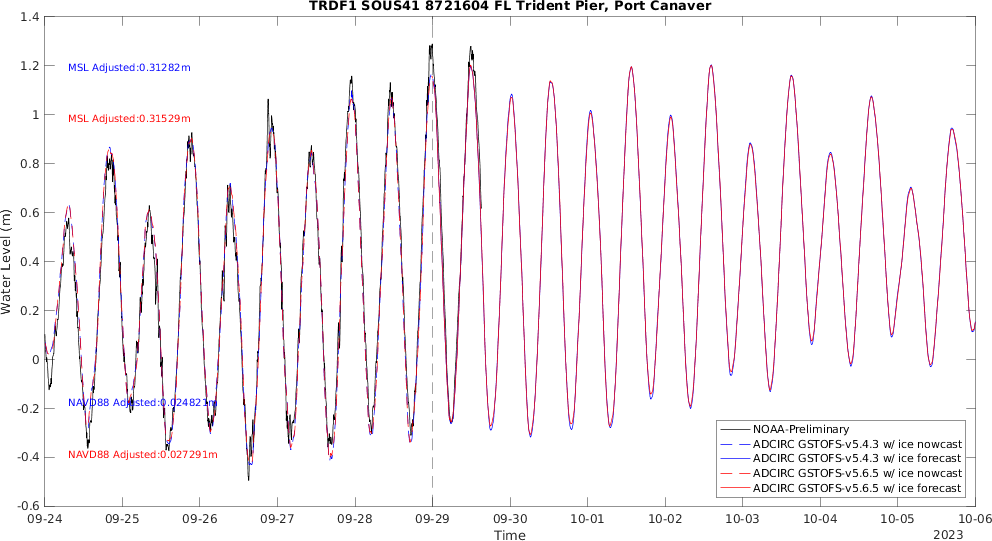 TRDF1 SOUS41 8721604 FL Trident Pier, Port Canaver
1.4
1.2
1
0.8
0.6
0.4
0.2
0
-0.2
-0.4
-0.6
Water Level (m)
MSL Adjusted:0.31282m
MSL Adjusted:0.31529m
NAVD88 Adjusted:0.024821m
NAVD88 Adjusted:0.027291m
NOAA-Preliminary
ADCIRC GSTOFS-v5.4.3 w/ ice nowcast
ADCIRC GSTOFS-v5.4.3 w/ ice forecast
ADCIRC GSTOFS-v5.6.5 w/ ice nowcast
ADCIRC GSTOFS-v5.6.5 w/ ice forecast
09-24 09-25 09-26 09-27 09-28 09-29 09-30 10-01 10-02 10-03 10-04 10-05 10-06
Time
2023